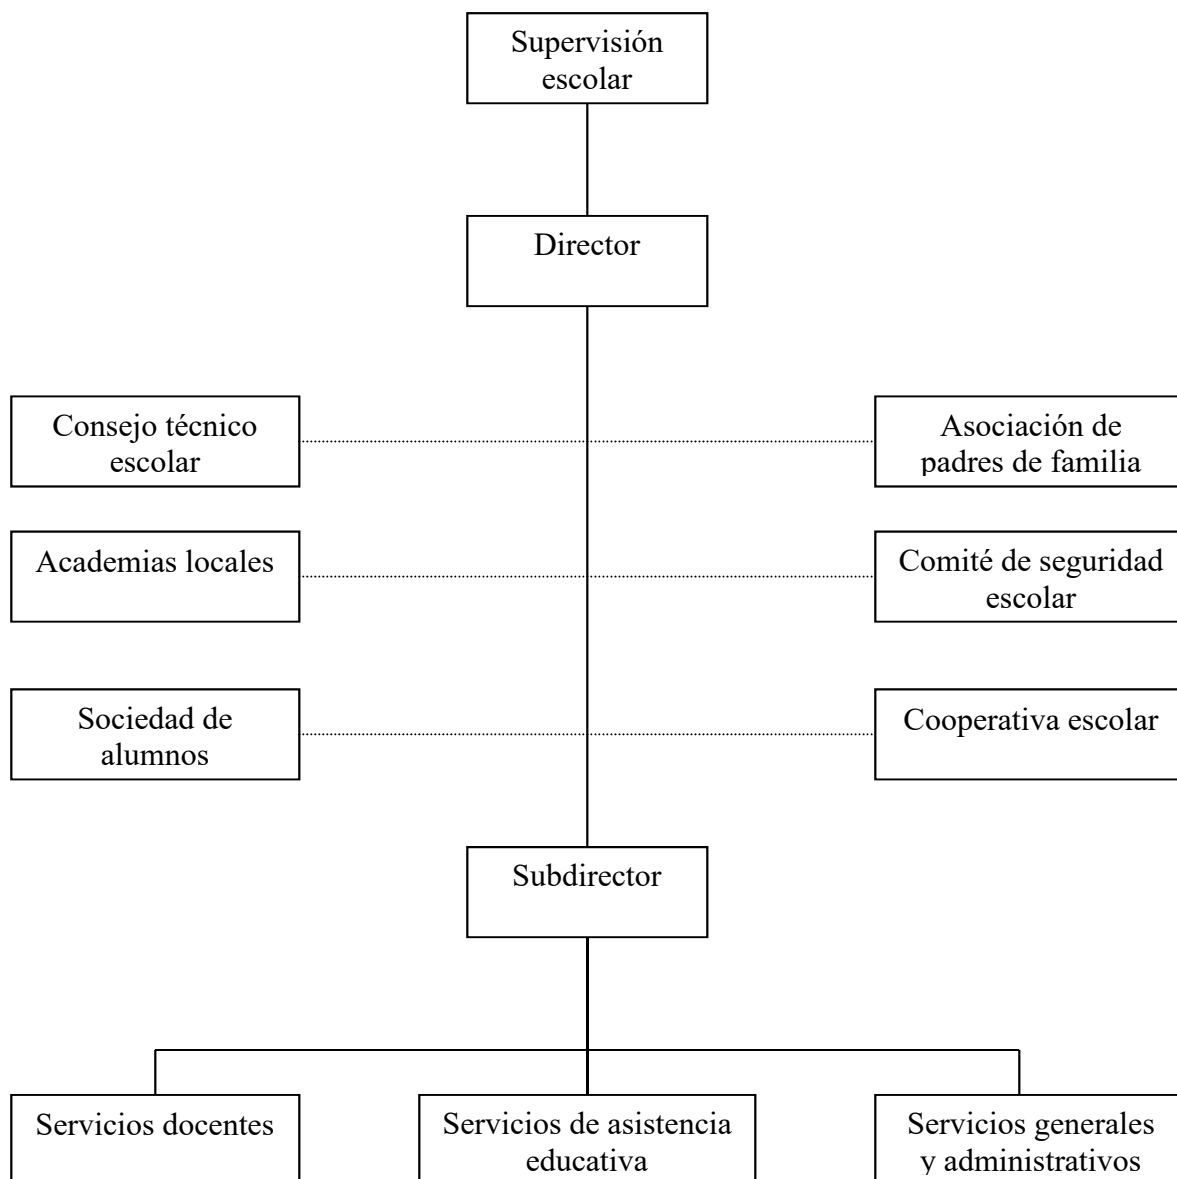 Supervisión
escolar
Director
Consejo técnico
escolar
Asociación de
padres de familia
Academias locales
Comité de seguridad
escolar
Sociedad de
alumnos
Cooperativa escolar
Subdirector
Servicios docentes
Servicios de asistencia
educativa
Servicios generales
y administrativos